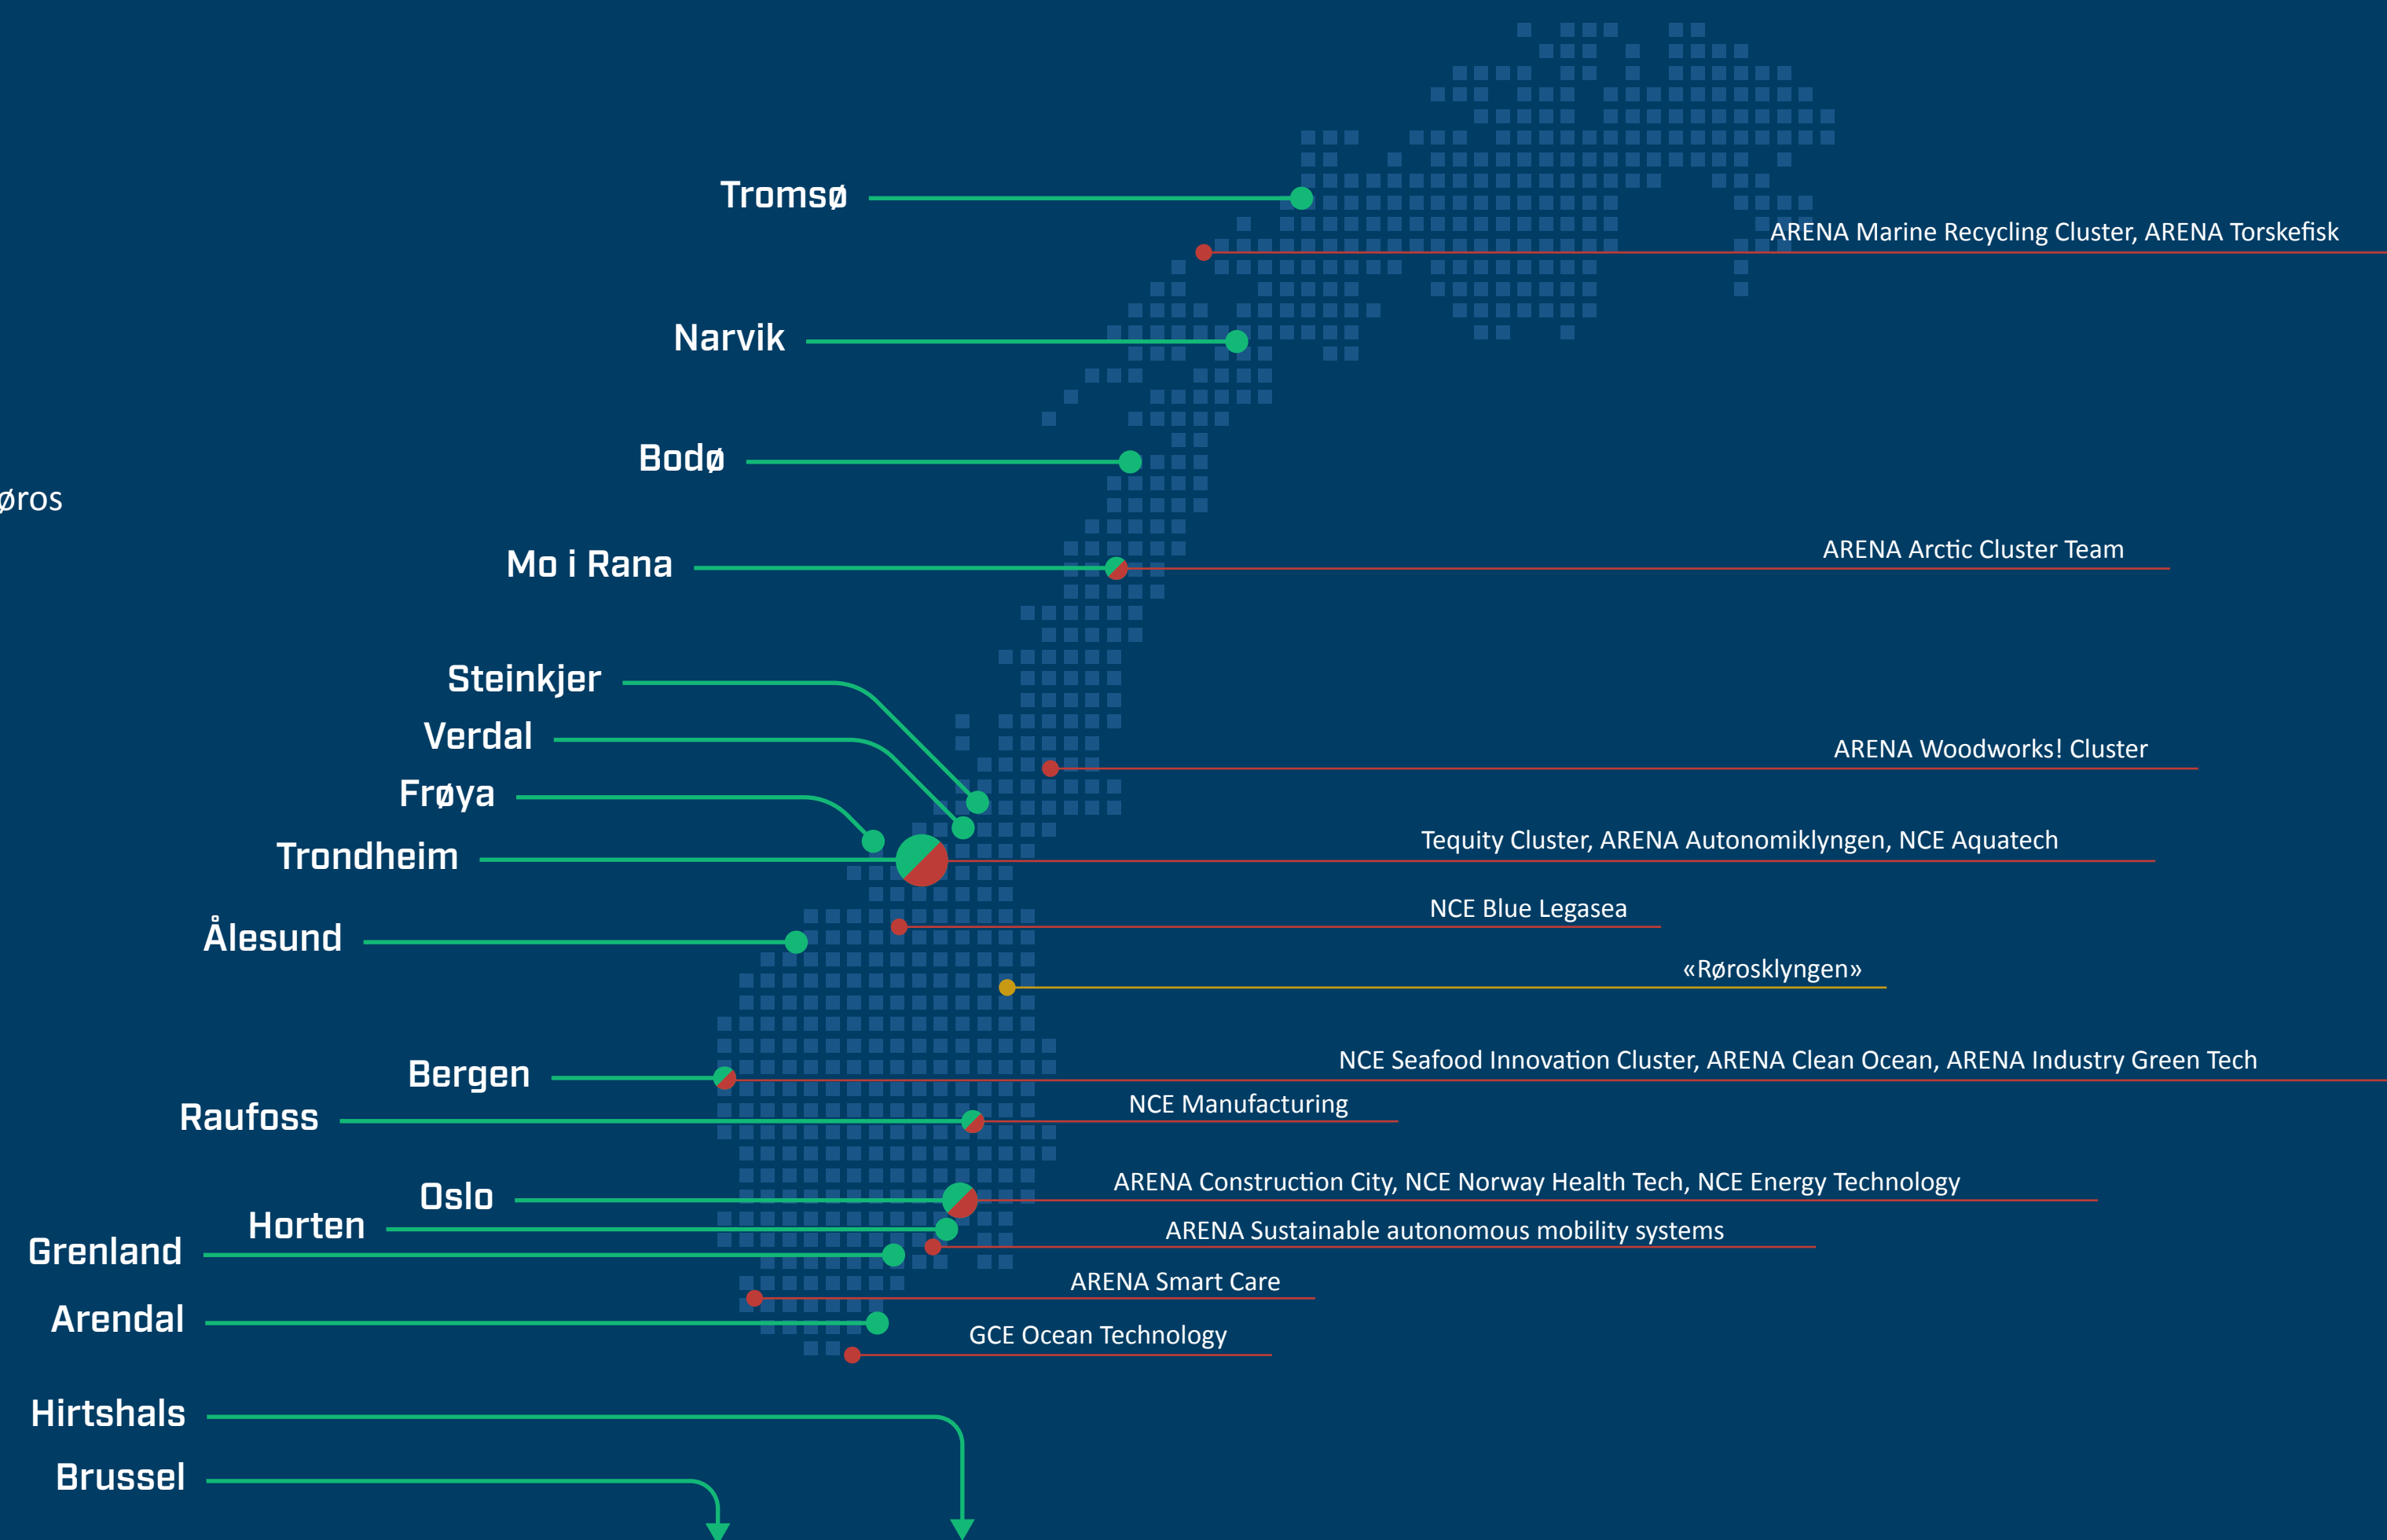 Tromsø
ARENA Marine Recycling Cluster, ARENA Torskefisk
Narvik
Bodø
øros
Mo i Rana
ARENA Arctic Cluster Team
Steinkjer
Verdal
ARENA Woodworks! Cluster
Frøya
Trondheim
Tequity Cluster, ARENA Autonomiklyngen, NCE Aquatech
NCE Blue Legasea
Ålesund
«Rørosklyngen»
Bergen
NCE Seafood Innovation Cluster, ARENA Clean Ocean, ARENA Industry Green Tech
Raufoss
NCE Manufacturing
Oslo
ARENA Construction City, NCE Norway Health Tech, NCE Energy Technology
Horten
ARENA Sustainable autonomous mobility systems
Grenland
ARENA Smart Care
Arendal
GCE Ocean Technology
Hirtshals
Brussel